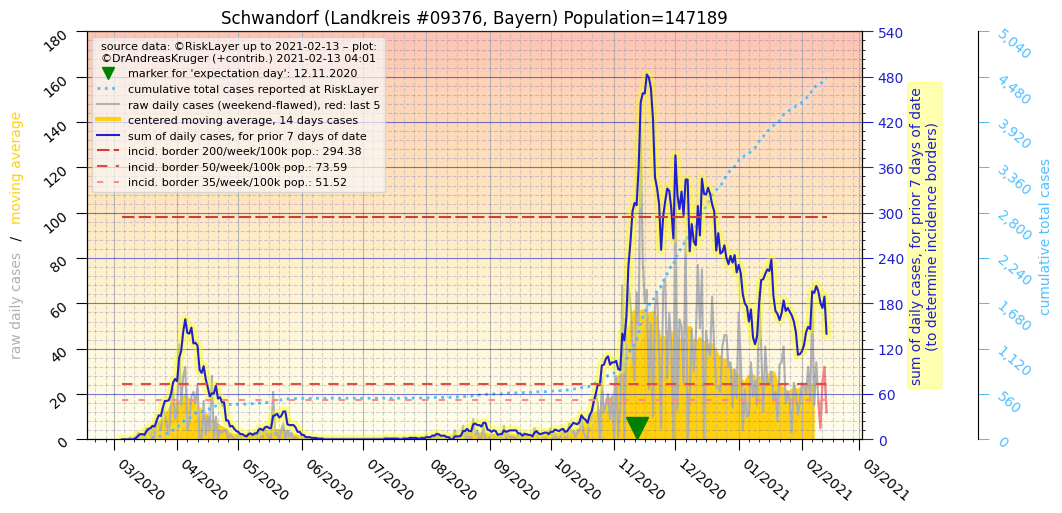 Schwandorf (Landkreis #09376, Bayern) Population=147189
source data: ©RiskLayer up to 2021-02-13 – plot:
©DrAndreasKruger (+contrib.) 2021-02-13 04:01
marker for 'expectation day': 12.11.2020
cumulative total cases reported at RiskLayer
raw daily cases (weekend-flawed), red: last 5
centered moving average, 14 days cases
sum of daily cases, for prior 7 days of date
incid. border 200/week/100k pop.: 294.38
incid. border 50/week/100k pop.: 73.59
incid. border 35/week/100k pop.: 51.52
raw daily cases / moving average
180
160
140
120
100
80
60
40
20
0
540
480
420
360
300
240
180
120
60
0
sum of daily cases, for prior 7 days of date
(to determine incidence borders)
5,040
4,480
3,920
3,360
2,800
2,240
1,680
1,120
560
0
cumulative total cases
03/2020
04/2020
05/2020
06/2020
07/2020
08/2020
09/2020
10/2020
11/2020
12/2020
01/2021
02/2021
03/2021